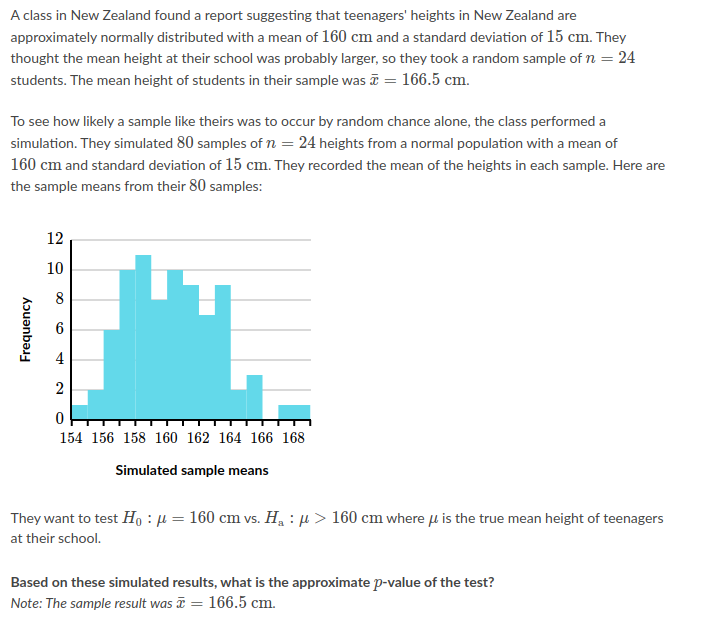 A class in New Zealand found a report suggesting that teenagers' heights in New Zealand are
approximately normally distributed with a mean of 160 cm and a standard deviation of 15 cm. They
thought the mean height at their school was probably larger, so they took a random sample of n = 24
students. The mean height of students in their sample was x̄ = 166.5 cm.
To see how likely a sample like theirs was to occur by random chance alone, the class performed a
simulation. They simulated 80 samples of n = 24 heights from a normal population with a mean of
160 cm and standard deviation of 15 cm. They recorded the mean of the heights in each sample. Here are
the sample means from their 80 samples:
12
10
8
6
4
2
0
Frequency
154 156 158 160 162 164 166 168
Simulated sample means
They want to test H₀ : μ = 160 cm vs. Hₐ : μ > 160 cm where μ is the true mean height of teenagers
at their school.
Based on these simulated results, what is the approximate p-value of the test?
Note: The sample result was x̄ = 166.5 cm.